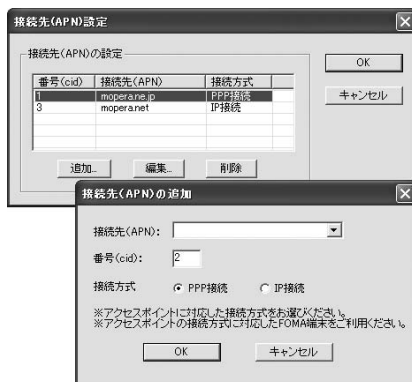 接続先(APN)設定
接続先(APN)の設定
番号(cid) 接続先(APN) 接続方式
1 mopera.ne.jp PPP接続
3 mopera.net IP接続
追加... 編集... 削除
OK
キャンセル
接続先(APN)の追加
接続先(APN):
番号(cid): 2
接続方式 PPP接続 IP接続
※アクセスポイントに対応した接続方式をお選びください。
※アクセスポイントの接続方式に対応したFOMA端末をご利用ください。
OK キャンセル